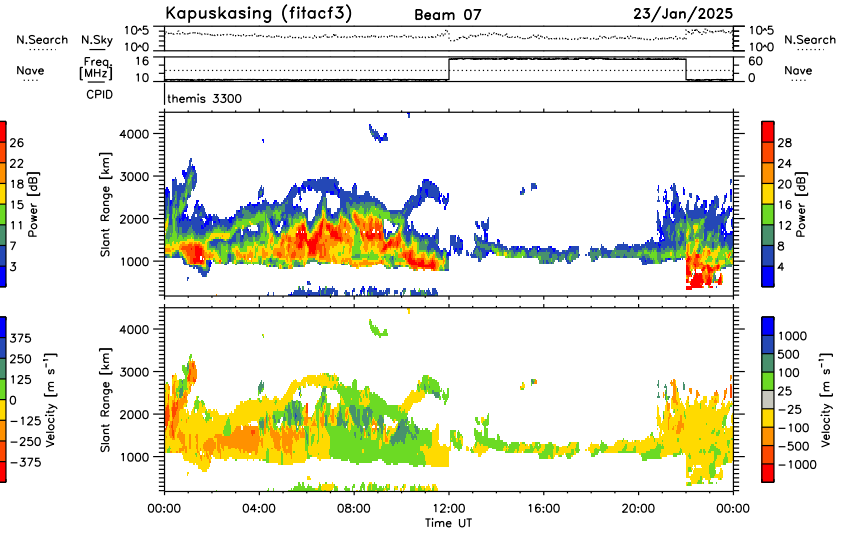 Kapuskasing (fitacf3) Beam 07 23/Jan/2025
N.Search N.Sky 10^5 10^0 10^5 10^0 N.Search
Nave Freq. [MHz] 16 10 60 0 Nave
CPID themis 3300
Power [dB] 26 22 18 15 11 7 3
Slant Range [km] 4000 3000 2000 1000
28 24 20 16 12 8 4 Power [dB]
Velocity [m s⁻¹] 375 250 125 0 −125 −250 −375
Slant Range [km] 4000 3000 2000 1000
1000 500 100 25 −25 −100 −500 −1000 Velocity [m s⁻¹]
00:00 04:00 08:00 12:00 16:00 20:00 00:00
Time UT